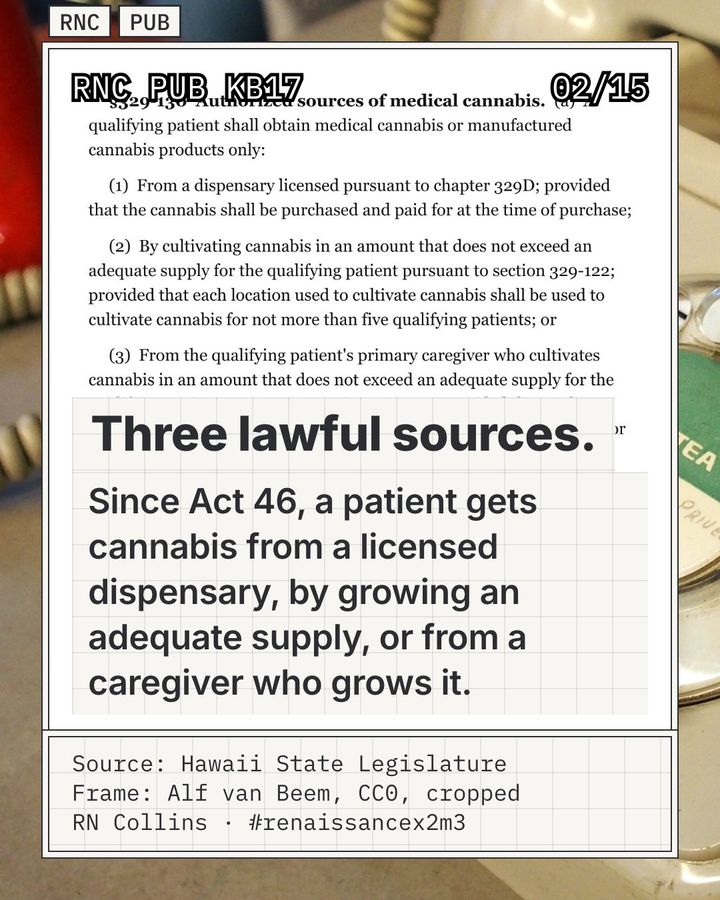 RNC PUB
RNC PUB KB17 02/15
§329-130 Authorized sources of medical cannabis. (a) A
qualifying patient shall obtain medical cannabis or manufactured
cannabis products only:
(1) From a dispensary licensed pursuant to chapter 329D; provided
that the cannabis shall be purchased and paid for at the time of purchase;
(2) By cultivating cannabis in an amount that does not exceed an
adequate supply for the qualifying patient pursuant to section 329-122;
provided that each location used to cultivate cannabis shall be used to
cultivate cannabis for not more than five qualifying patients; or
(3) From the qualifying patient's primary caregiver who cultivates
cannabis in an amount that does not exceed an adequate supply for the
or
Three lawful sources.
Since Act 46, a patient gets
cannabis from a licensed
dispensary, by growing an
adequate supply, or from a
caregiver who grows it.
TEA
Source: Hawaii State Legislature
Frame: Alf van Beem, CC0, cropped
RN Collins · #renaissancex2m3